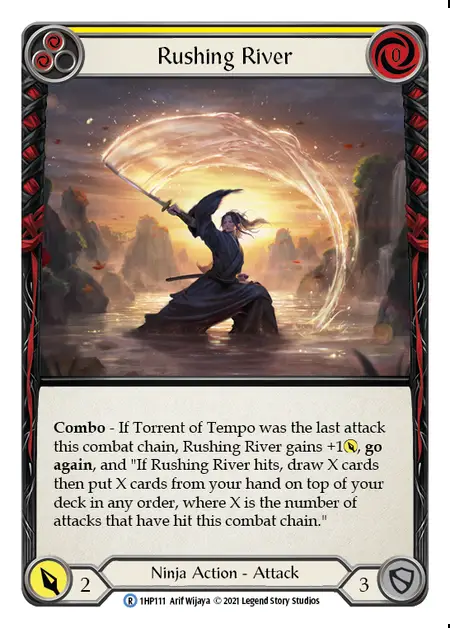 Rushing River
0
Combo - If Torrent of Tempo was the last attack
this combat chain, Rushing River gains +1, go
again, and "If Rushing River hits, draw X cards
then put X cards from your hand on top of your
deck in any order, where X is the number of
attacks that have hit this combat chain."
2
Ninja Action - Attack
3
R 1HP111 Arif Wijaya © 2021 Legend Story Studios